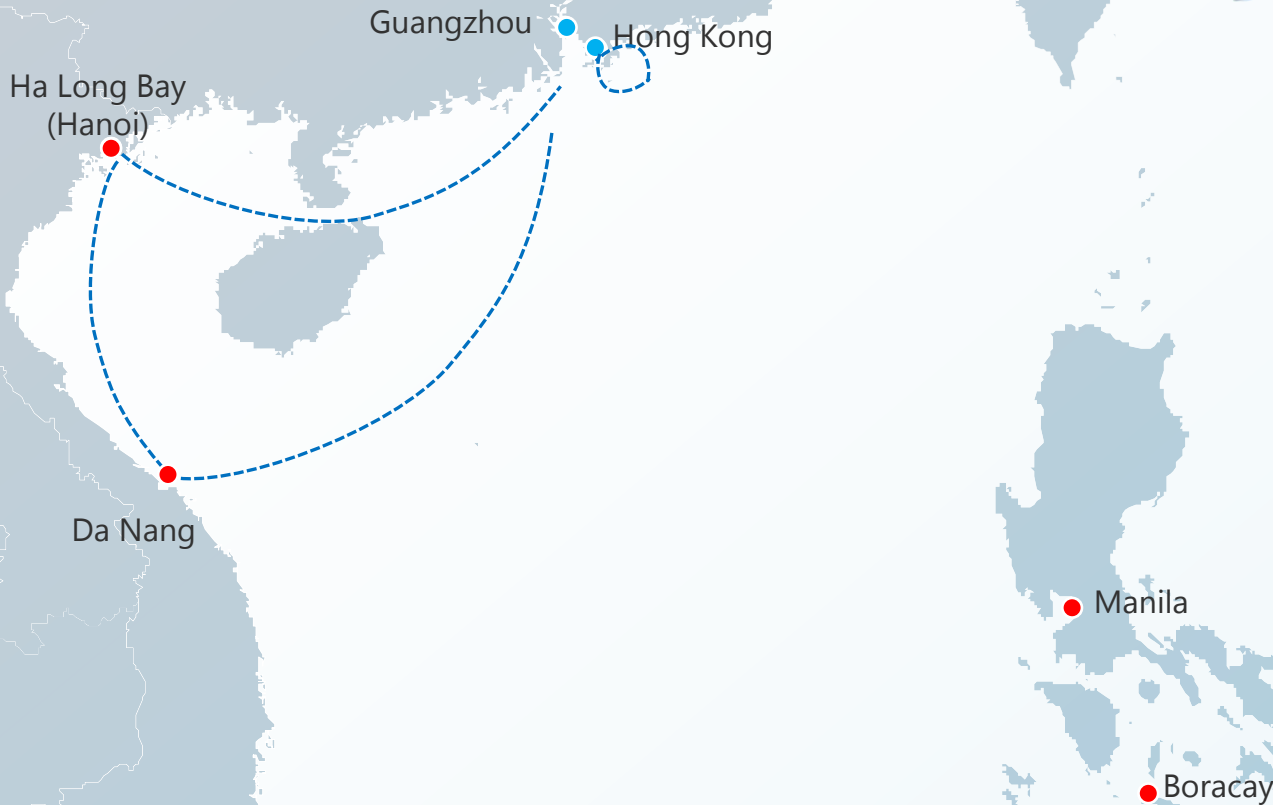 Guangzhou
Hong Kong
Ha Long Bay
(Hanoi)
Da Nang
Manila
Boracay